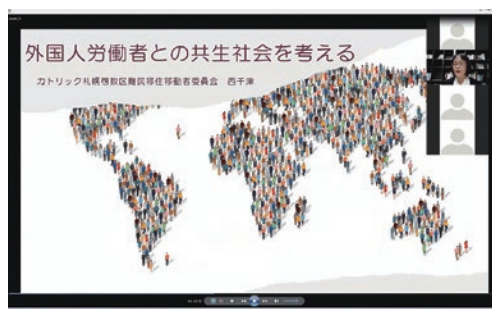 外国人労働者との共生社会を考える
カトリック札幌啓教区難民移住移動者委員会 西千津